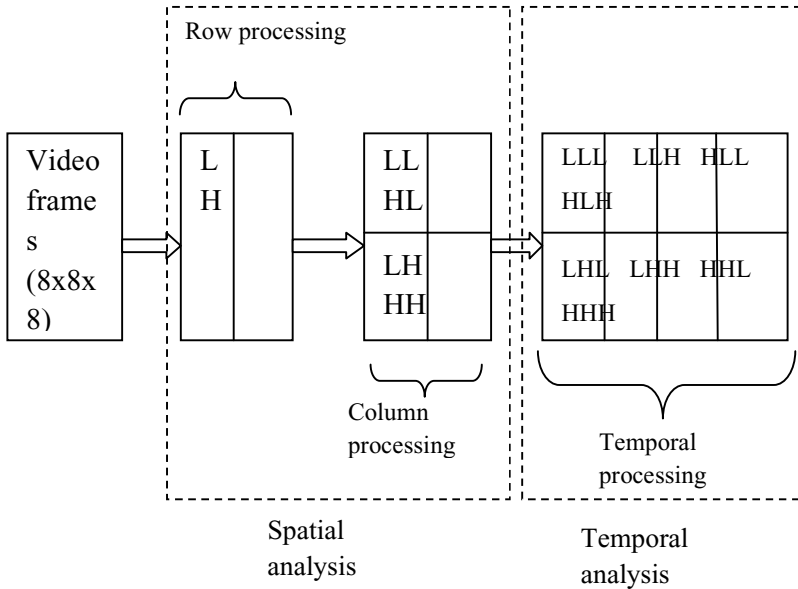 Row processing
Video
frame
s
(8x8x
8)
L
H
LL
HL
LH
HH
LLL LLH HLL
HLH
LHL LHH HHL
HHH
Column
processing
Temporal
processing
Spatial
analysis
Temporal
analysis